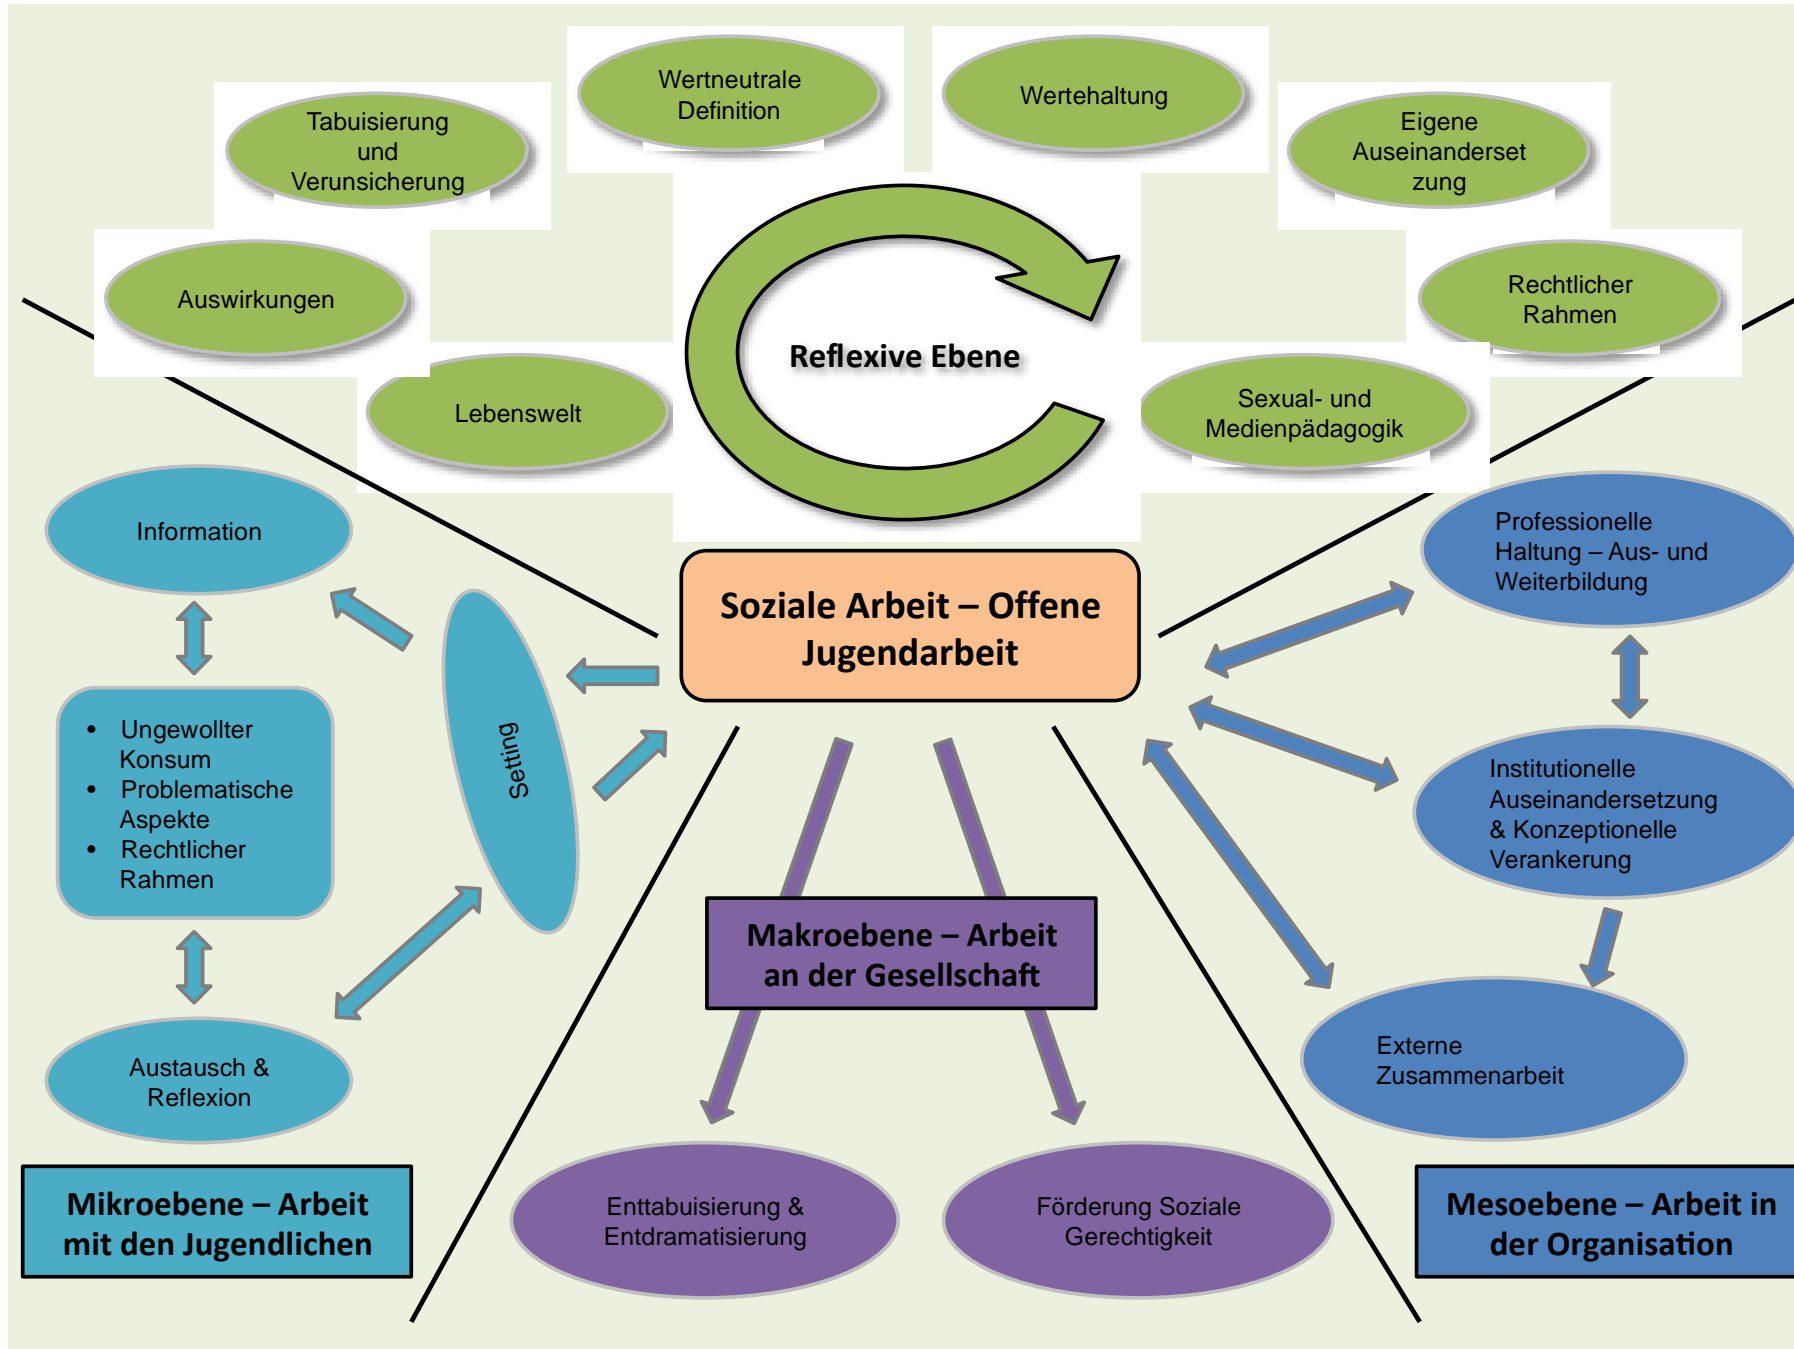 Wertneutrale
Definition
Wertehaltung
Tabuisierung
und
Verunsicherung
Eigene
Auseinanderset
zung
Auswirkungen
Rechtlicher
Rahmen
Reflexive Ebene
Lebenswelt
Sexual- und
Medienpädagogik
Soziale Arbeit – Offene
Jugendarbeit
Information
• Ungewollter
Konsum
• Problematische
Aspekte
• Rechtlicher
Rahmen
Setting
Austausch &
Reflexion
Mikroebene – Arbeit
mit den Jugendlichen
Makroebene – Arbeit
an der Gesellschaft
Enttabuisierung &
Entdramatisierung
Förderung Soziale
Gerechtigkeit
Professionelle
Haltung – Aus- und
Weiterbildung
Institutionelle
Auseinandersetzung
& Konzeptionelle
Verankerung
Externe
Zusammenarbeit
Mesoebene – Arbeit in
der Organisation